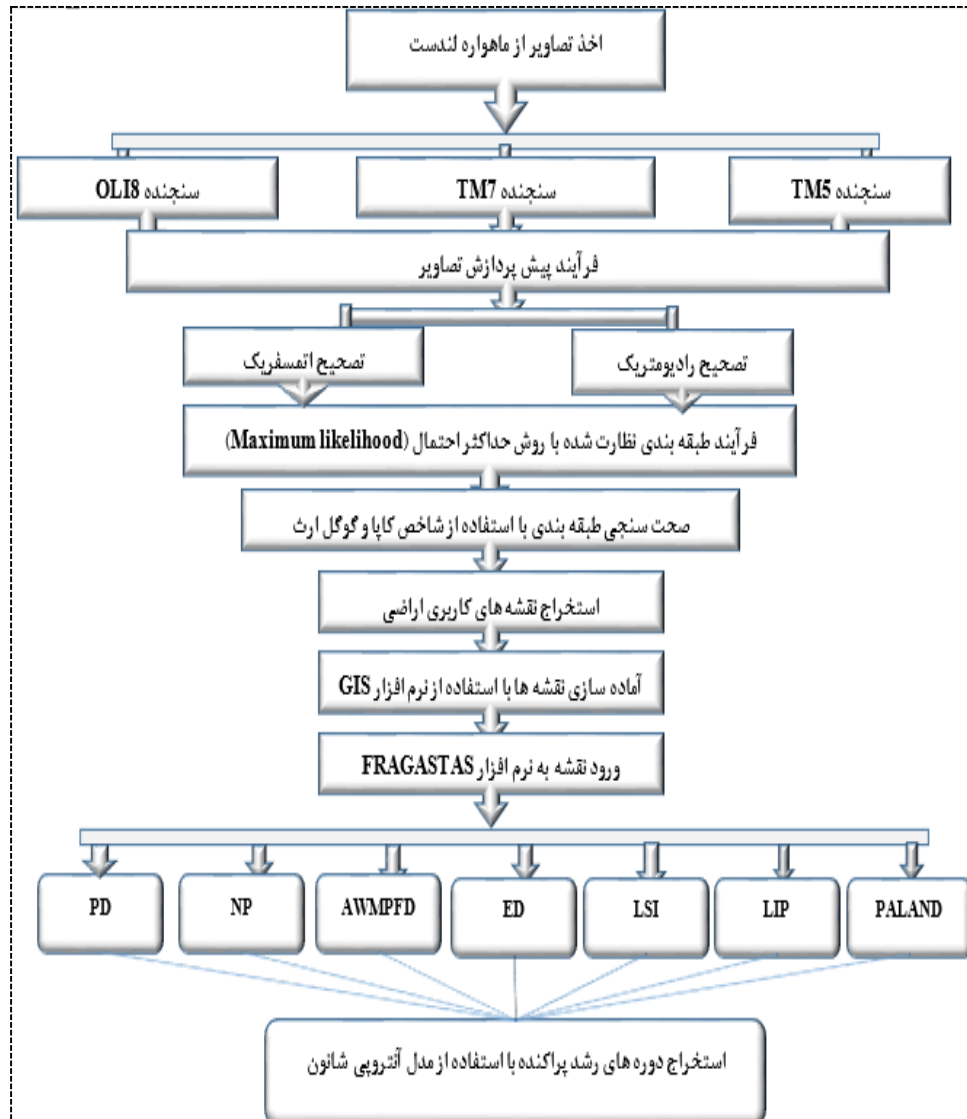 اخذ تصاویر از ماهواره لندست
سنجنده TM5
سنجنده TM7
سنجنده OLI8
فرآیند پیش پردازش تصاویر
تصحیح رادیومتریک
تصحیح اتمسفریک
فرآیند طبقه بندی نظارت شده با روش حداکثر احتمال (Maximum likelihood)
صحت سنجی طبقه بندی با استفاده از شاخص کاپا و گوگل ارث
استخراج نقشه های کاربری اراضی
آماده سازی نقشه ها با استفاده از نرم افزار GIS
ورود نقشه به نرم افزار FRAGASTAS
PD
NP
AWMPFD
ED
LSI
LIP
PALAND
استخراج دوره های رشد پراکنده با استفاده از مدل آنتروپی شانون